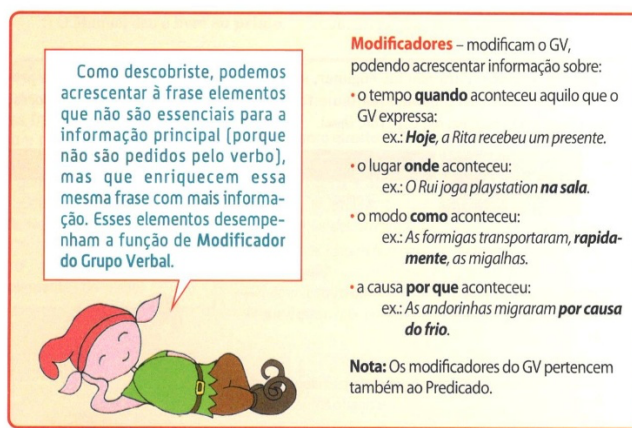 Como descobriste, podemos
acrescentar à frase elementos
que não são essenciais para a
informação principal (porque
não são pedidos pelo verbo),
mas que enriquecem essa
mesma frase com mais informa-
ção. Esses elementos desempe-
nham a função de Modificador
do Grupo Verbal.
Modificadores – modificam o GV,
podendo acrescentar informação sobre:
• o tempo quando aconteceu aquilo que o
GV expressa:
ex.: Hoje, a Rita recebeu um presente.
• o lugar onde aconteceu:
ex.: O Rui joga playstation na sala.
• o modo como aconteceu:
ex.: As formigas transportaram, rapida-
mente, as migalhas.
• a causa por que aconteceu:
ex.: As andorinhas migraram por causa
do frio.
Nota: Os modificadores do GV pertencem
também ao Predicado.